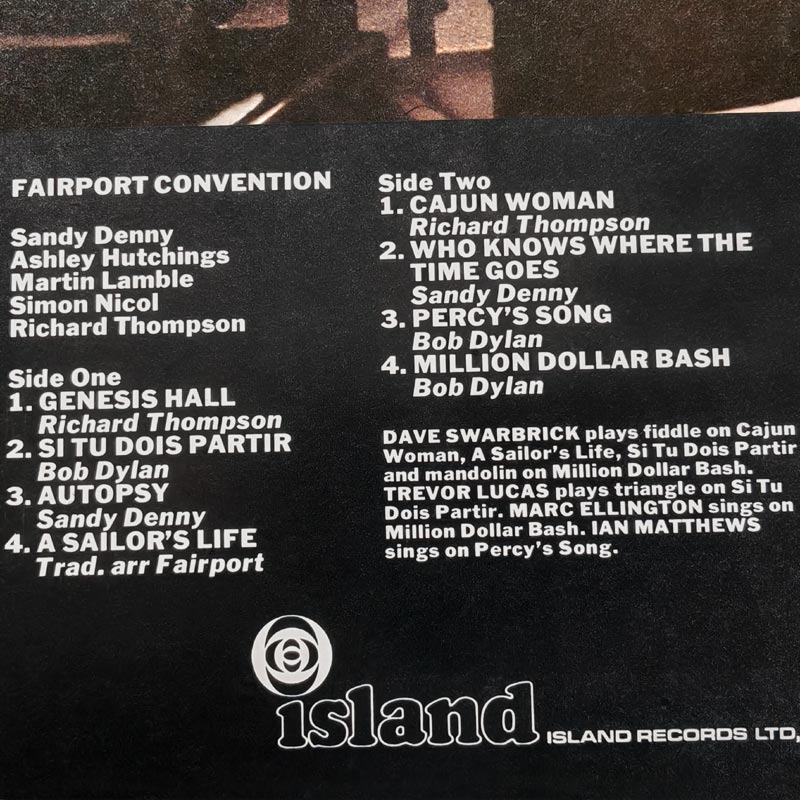 FAIRPORT CONVENTION
Sandy Denny
Ashley Hutchings
Martin Lamble
Simon Nicol
Richard Thompson
Side One
1. GENESIS HALL
Richard Thompson
2. SI TU DOIS PARTIR
Bob Dylan
3. AUTOPSY
Sandy Denny
4. A SAILOR'S LIFE
Trad. arr Fairport
Side Two
1. CAJUN WOMAN
Richard Thompson
2. WHO KNOWS WHERE THE
TIME GOES
Sandy Denny
3. PERCY'S SONG
Bob Dylan
4. MILLION DOLLAR BASH
Bob Dylan
DAVE SWARBRICK plays fiddle on Cajun
Woman, A Sailor's Life, Si Tu Dois Partir
and mandolin on Million Dollar Bash.
TREVOR LUCAS plays triangle on Si Tu
Dois Partir. MARC ELLINGTON sings on
Million Dollar Bash. IAN MATTHEWS
sings on Percy's Song.
island
ISLAND RECORDS LTD,